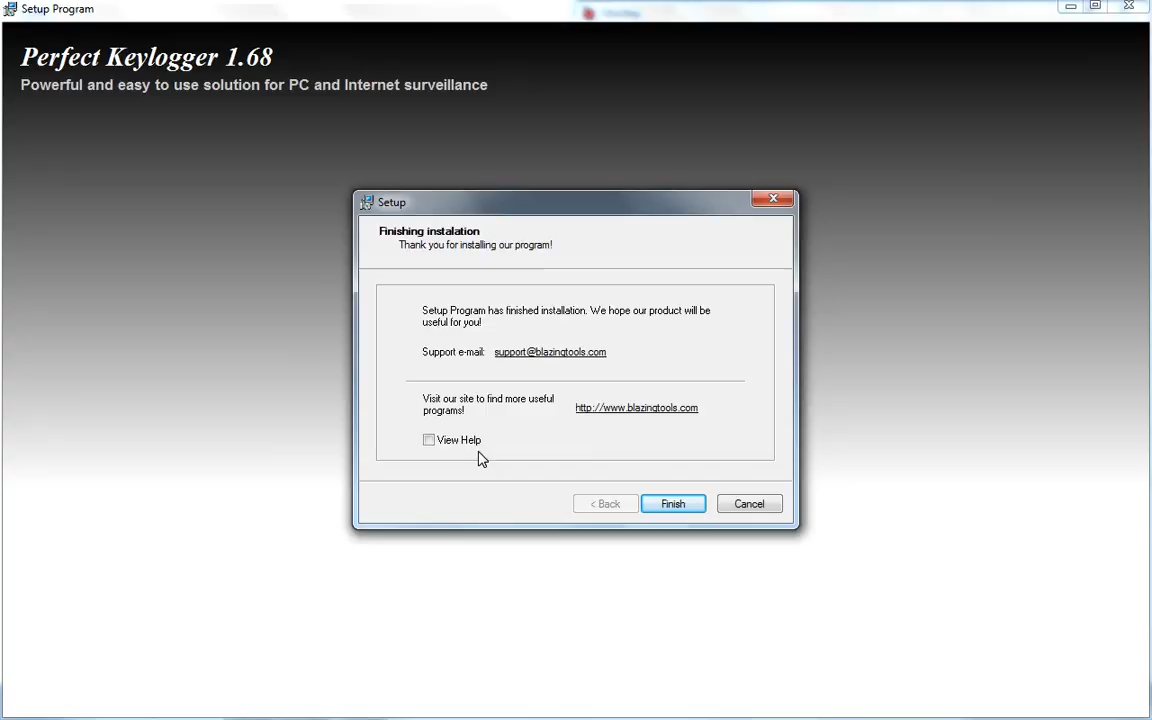 Setup Program
Perfect Keylogger 1.68
Powerful and easy to use solution for PC and Internet surveillance
Setup
Finishing instalation
Thank you for installing our program!
Setup Program has finished installation. We hope our product will be
useful for you!
Support e-mail: support@blazingtools.com
Visit our site to find more useful
programs!
http://www.blazingtools.com
View Help
< Back Finish Cancel